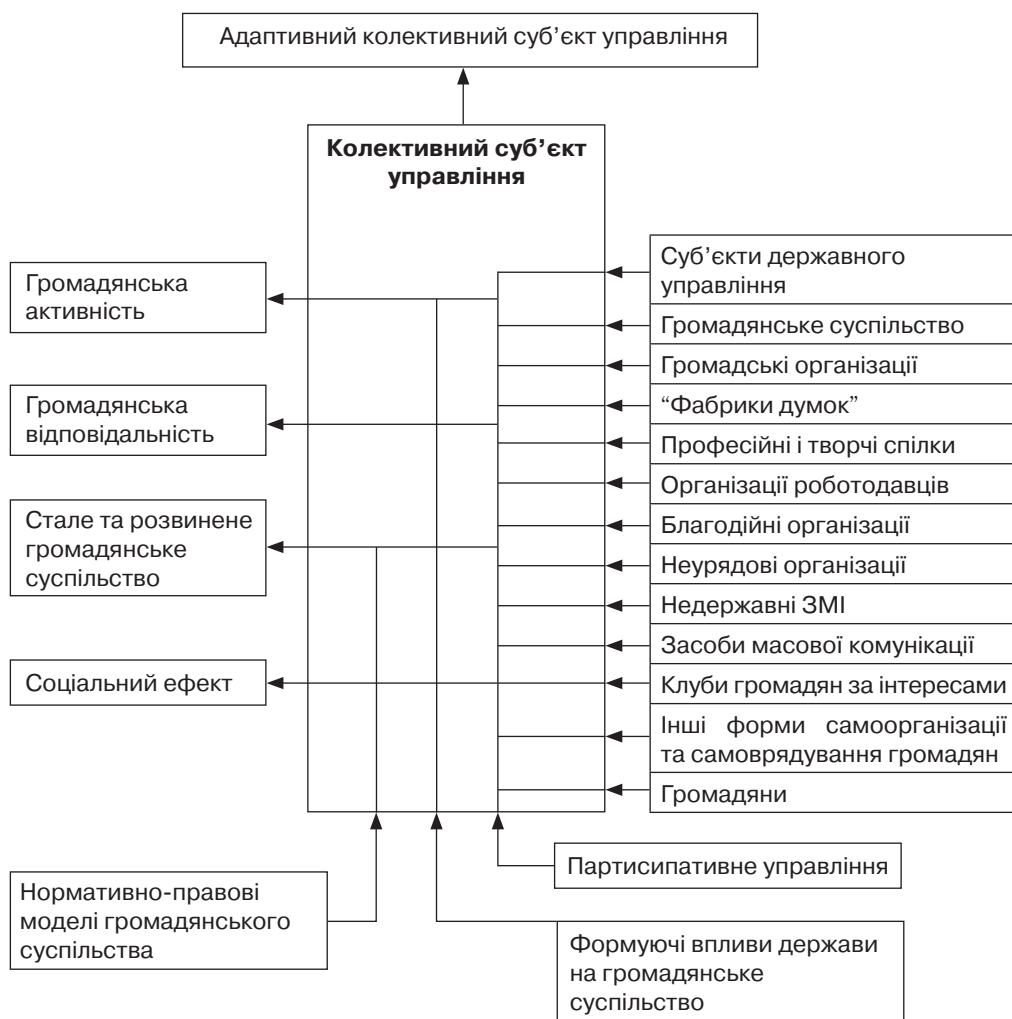 Адаптивний колективний суб’єкт управління
Колективний суб’єкт
управління
Громадянська
активність
Громадянська
відповідальність
Стале та розвинене
громадянське
суспільство
Соціальний ефект
Суб’єкти державного
управління
Громадянське суспільство
Громадські організації
“Фабрики думок”
Професійні і творчі спілки
Організації роботодавців
Благодійні організації
Неурядові організації
Недержавні ЗМІ
Засоби масової комунікації
Клуби громадян за інтересами
Інші форми самоорганізації
та самоврядування громадян
Громадяни
Партисипативне управління
Нормативно-правові
моделі громадянського
суспільства
Формуючі впливи держави
на громадянське
суспільство